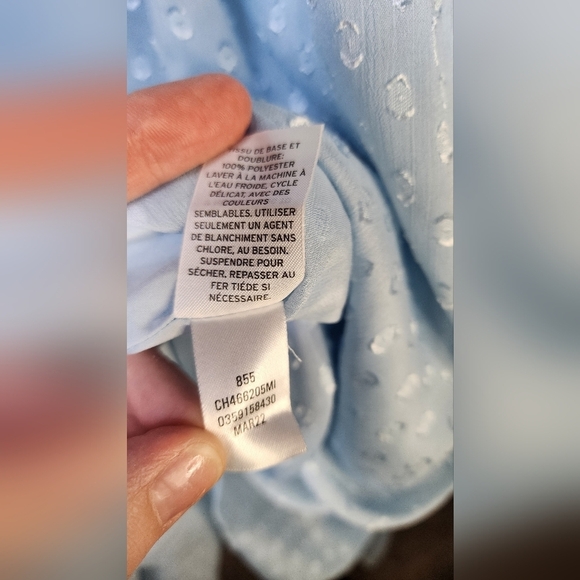 TISSU DE BASE ET
DOUBLURE:
100% POLYESTER
LAVER À LA MACHINE À
L'EAU FROIDE, CYCLE
DÉLICAT, AVEC DES
COULEURS
SEMBLABLES. UTILISER
SEULEMENT UN AGENT
DE BLANCHIMENT SANS
CHLORE, AU BESOIN.
SUSPENDRE POUR
SÉCHER. REPASSER AU
FER TIÉDE SI
NÉCESSAIRE.
855
CH466205MI
0359158430
MAR22